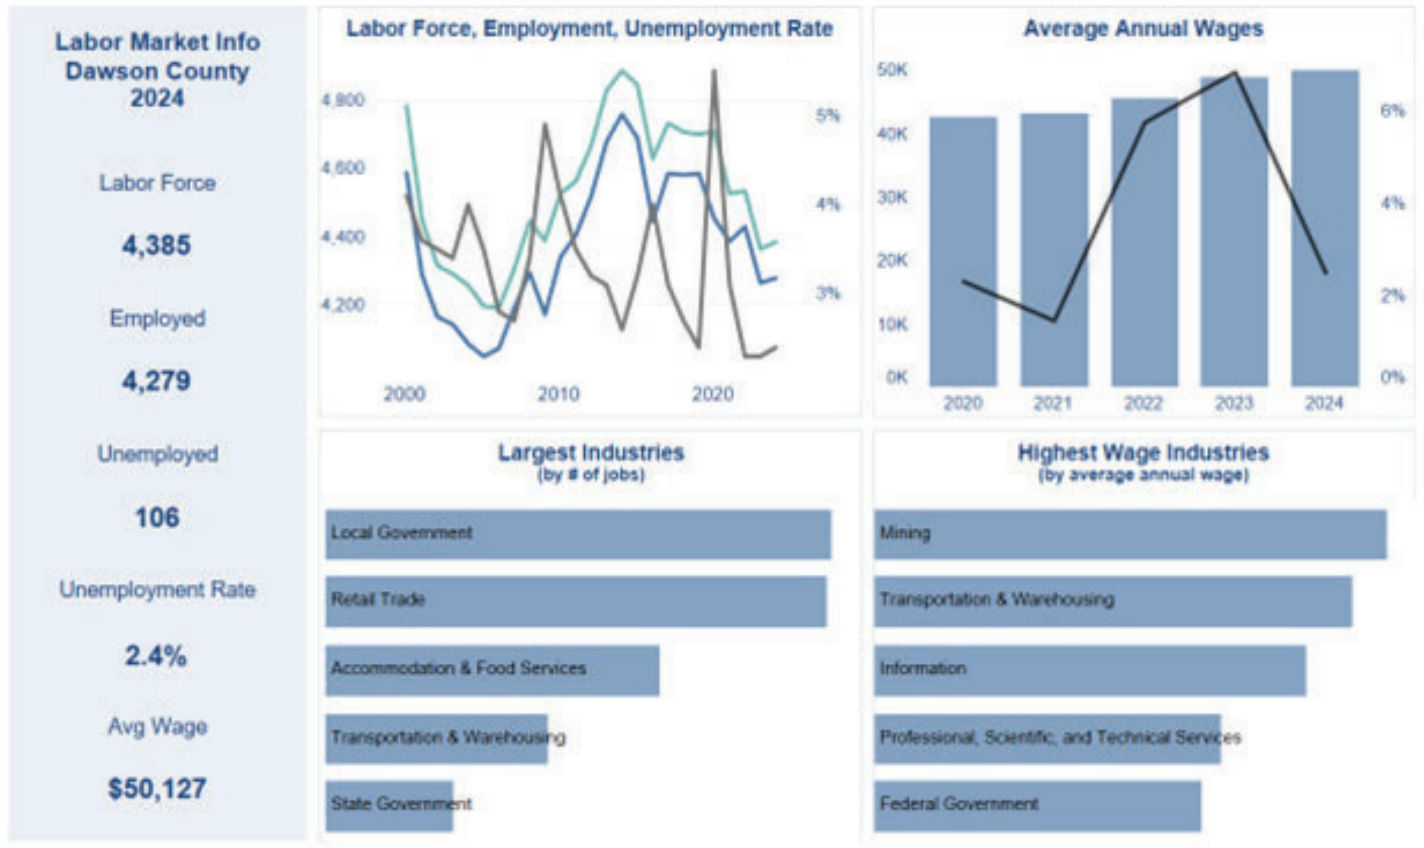 Labor Market Info
Dawson County
2024
Labor Force
4,385
Employed
4,279
Unemployed
106
Unemployment Rate
2.4%
Avg Wage
$50,127
Labor Force, Employment, Unemployment Rate
4,800
4,600
4,400
4,200
5%
4%
3%
2000
2010
2020
Average Annual Wages
50K
40K
30K
20K
10K
0K
6%
4%
2%
0%
2020
2021
2022
2023
2024
Largest Industries
(by # of jobs)
Local Government
Retail Trade
Accommodation & Food Services
Transportation & Warehousing
State Government
Highest Wage Industries
(by average annual wage)
Mining
Transportation & Warehousing
Information
Professional, Scientific, and Technical Services
Federal Government